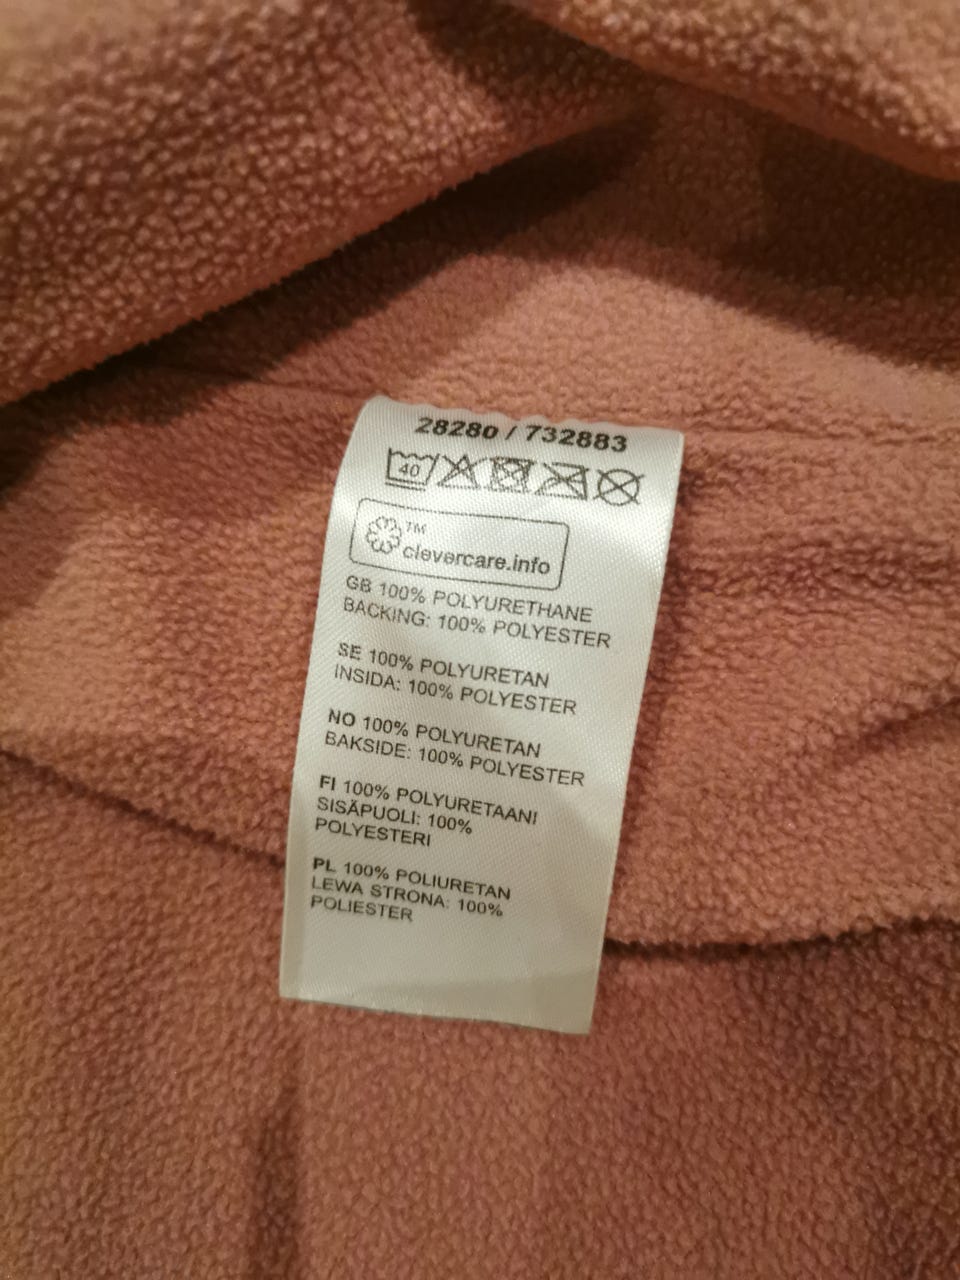 28280 / 732883
40
TM
clevercare.info
GB 100% POLYURETHANE
BACKING: 100% POLYESTER
SE 100% POLYURETAN
INSIDA: 100% POLYESTER
NO 100% POLYURETAN
BAKSIDE: 100% POLYESTER
FI 100% POLYURETAANI
SISÄPUOLI: 100%
POLYESTERI
PL 100% POLIURETAN
LEWA STRONA: 100%
POLIESTER